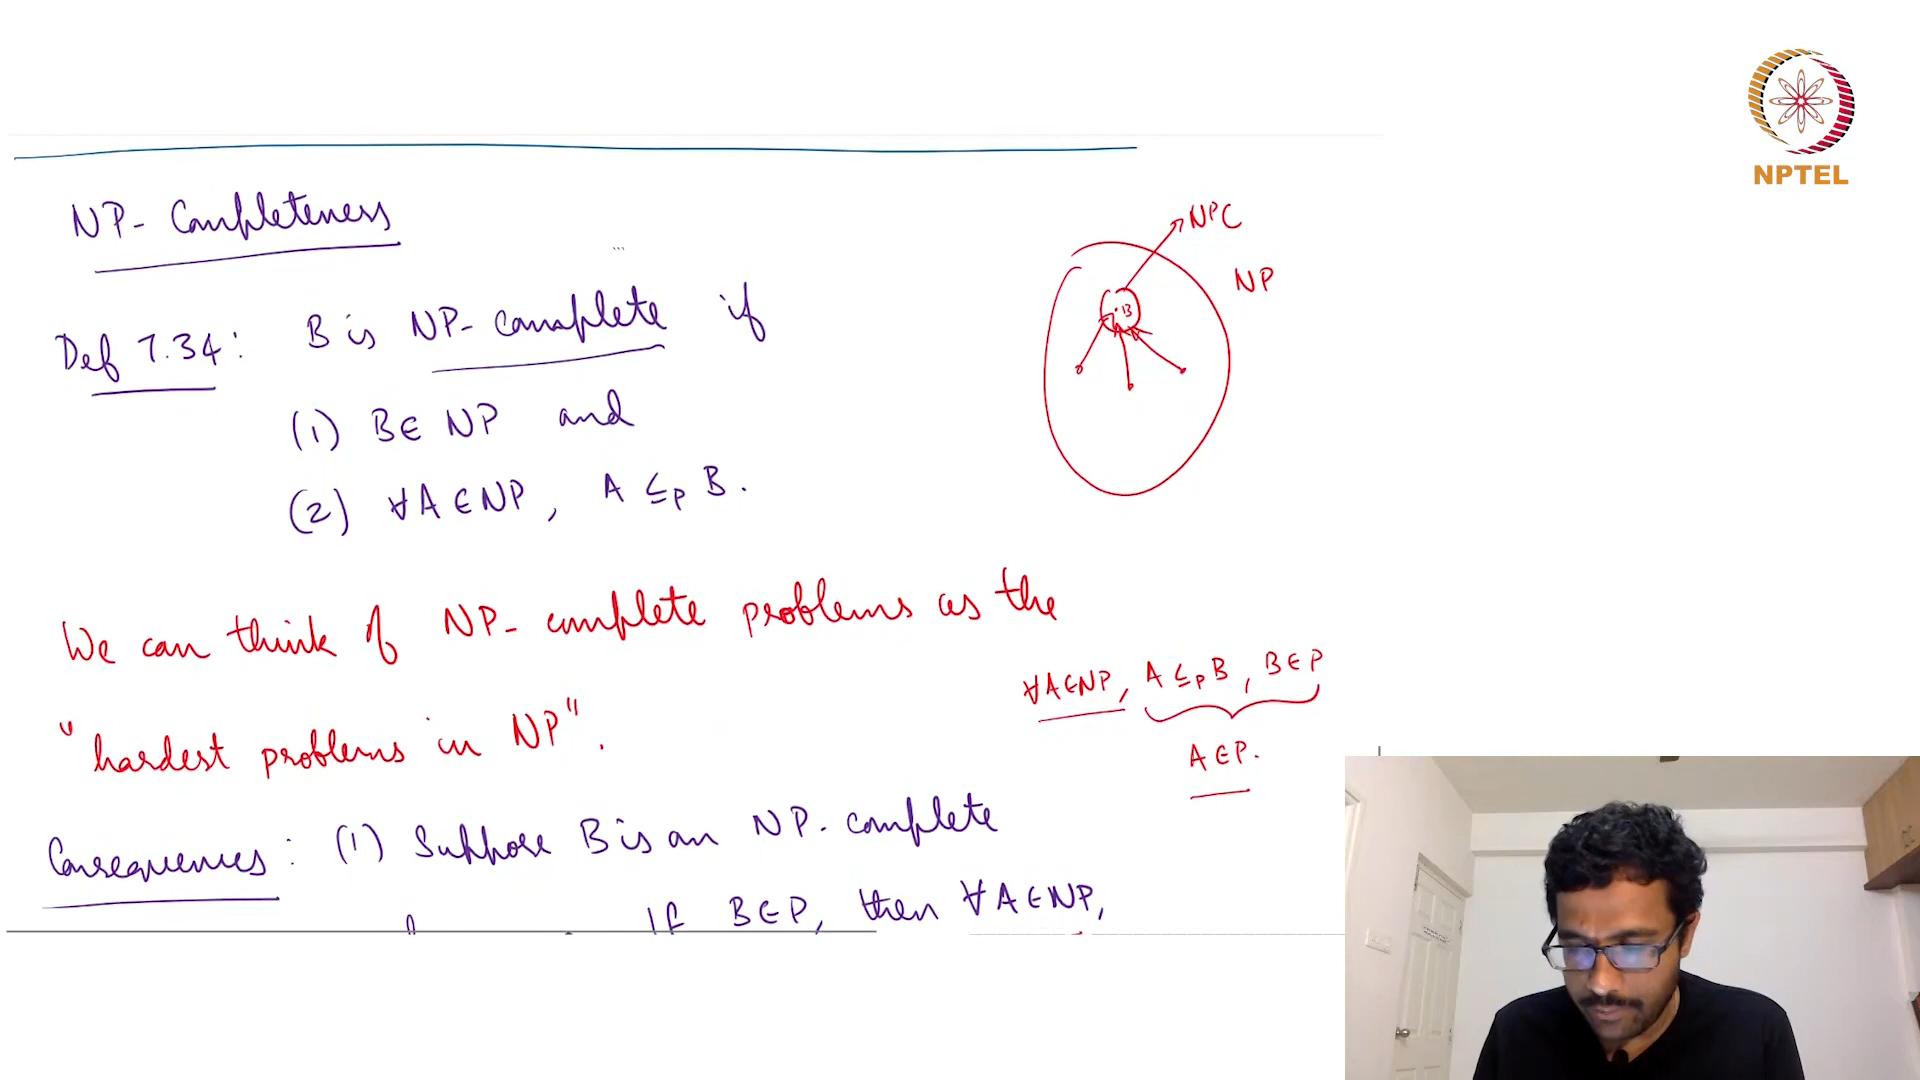 NPTEL
NP- Completeness
NPC
NP
B
Def 7.34: B is NP-complete if
(1) B∈ NP and
(2) ∀A∈NP, A ≤p B.
We can think of NP- complete problems as the
"hardest problems in NP".
∀A∈NP, A ≤p B, B∈P
A∈P.
Consequences: (1) Suppose B is an NP-complete
If B∈P, then ∀A∈NP,